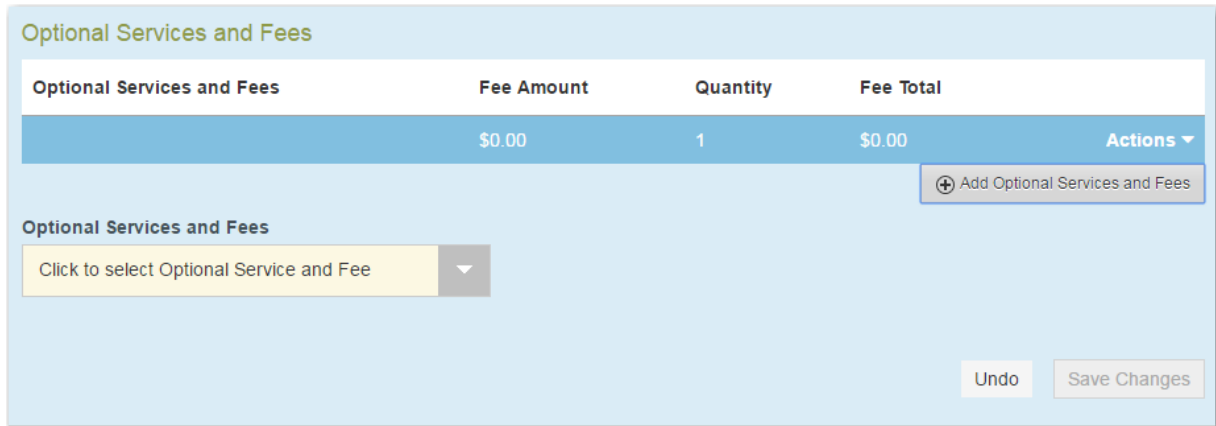 Optional Services and Fees
Optional Services and Fees Fee Amount Quantity Fee Total
$0.00 1 $0.00 Actions
Add Optional Services and Fees
Optional Services and Fees
Click to select Optional Service and Fee
Undo Save Changes